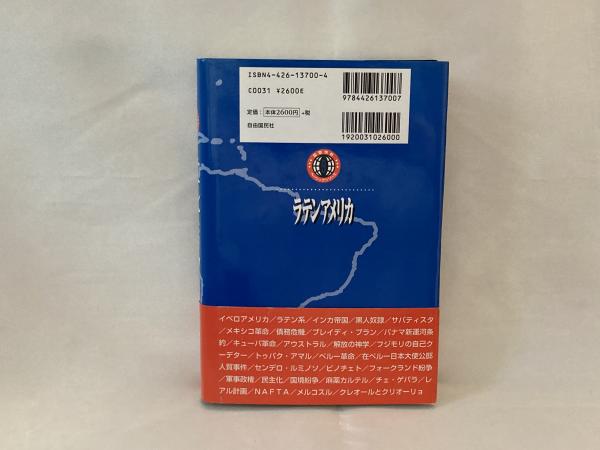 ISBN4-426-13700-4
C0031 ¥2600E
定価：本体2600円+税
自由国民社
9784426137007
1920031026000
ラテンアメリカ
イベロアメリカ／ラテン系／インカ帝国／黒人奴隷／サパティスタ
／メキシコ革命／債務危機／ブレイディ・プラン／パナマ新運河条
約／キューバ革命／アウストラル／解放の神学／フジモリの自己ク
ーデター／トゥパク・アマル／ペルー革命／在ペルー日本大使公邸
人質事件／センデロ・ルミノソ／ピノチェト／フォークランド紛争
／軍事政権／民主化／国境紛争／麻薬カルテル／チェ・ゲバラ／レ
アル計画／NAFTA／メルコスル／クレオールとクリオーリョ